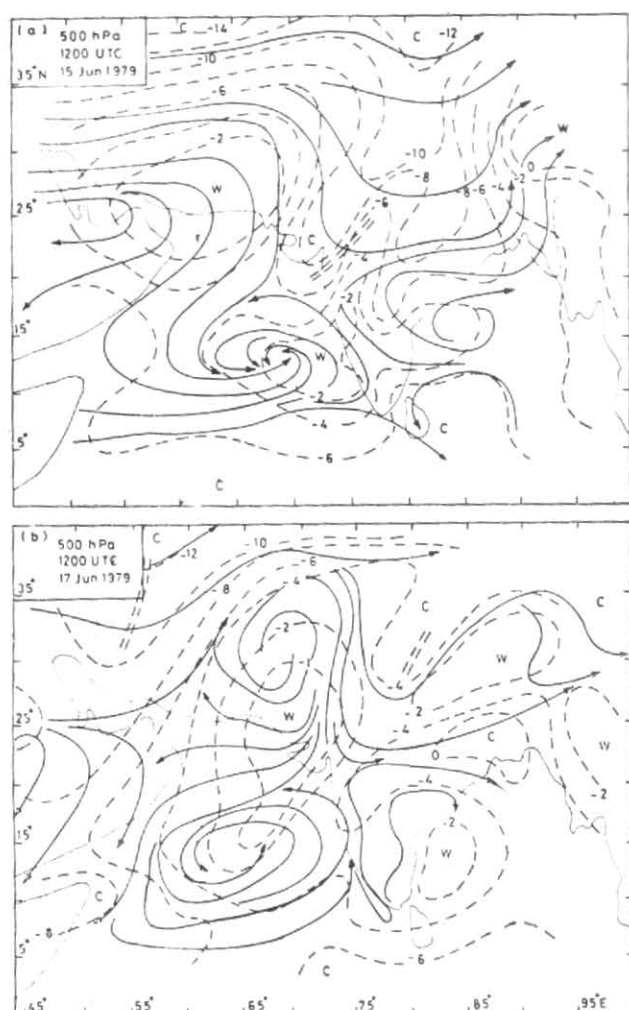 (a) 500 hPa
1200 UTC
15 Jun 1979
C -14 C -12
-10
35°N
-6
W
-2 -10
-8 0
-8 -6 -4 -2
W
25° -6
C
-4
-2
15°
W
-2
-4
C
5° -6
C
(b) 500 hPa
1200 UTC
17 Jun 1979
C -10
-12 -6
-8 -4
35°
C C
-2
W
-4
W -2
25° -4 C
0 W
-4
-2
-2
15°
W
C
5° -8
C -6
45° 55° 65° 75° 85° 95°E